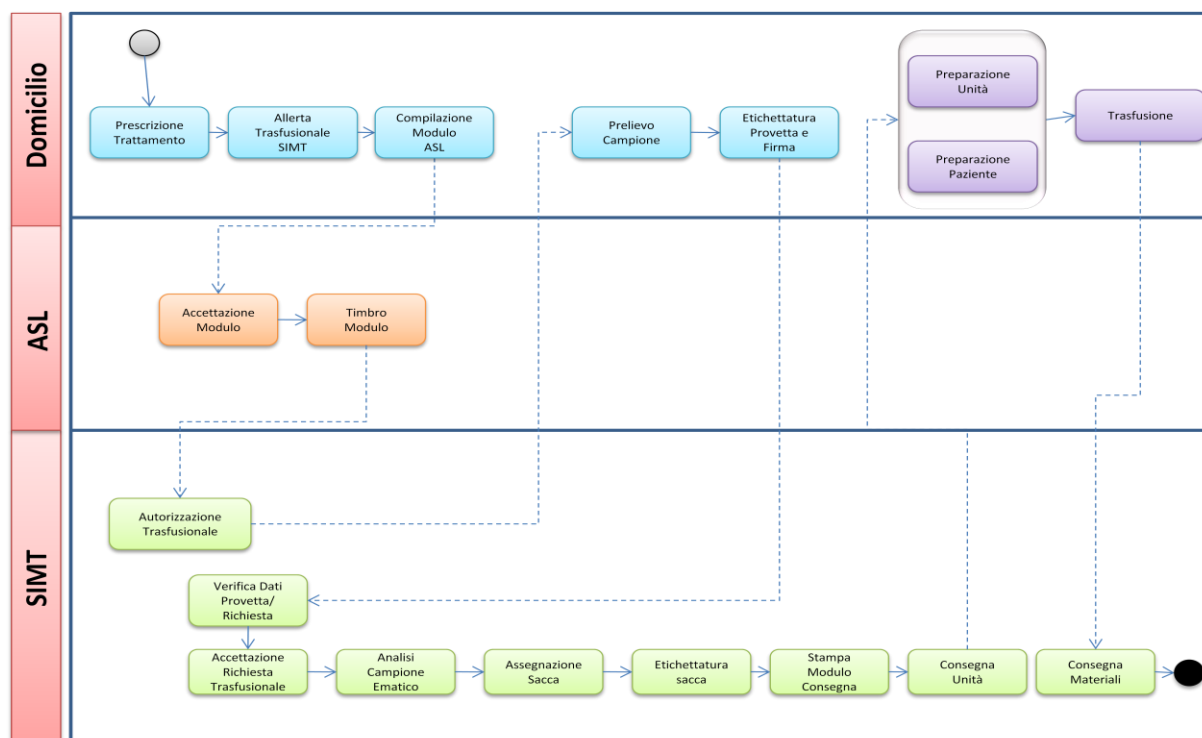 Domicilio
Prescrizione
Trattamento
Allerta
Trasfusionale
SIMT
Compilazione
Modulo
ASL
Prelievo
Campione
Etichettatura
Provetta e
Firma
Preparazione
Unità
Preparazione
Paziente
Trasfusione
ASL
Accettazione
Modulo
Timbro
Modulo
SIMT
Autorizzazione
Trasfusionale
Verifica Dati
Provetta/
Richiesta
Accettazione
Richiesta
Trasfusionale
Analisi
Campione
Ematico
Assegnazione
Sacca
Etichettatura
sacca
Stampa
Modulo
Consegna
Consegna
Unità
Consegna
Materiali